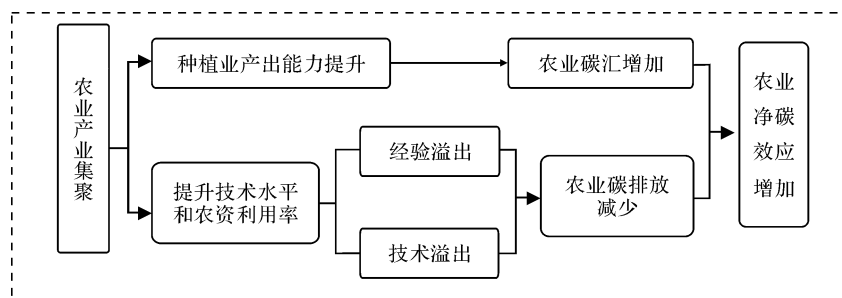 农业产业集聚
种植业产出能力提升
农业碳汇增加
提升技术水平
和农资利用率
经验溢出
技术溢出
农业碳排放
减少
农业
净碳
效应
增加